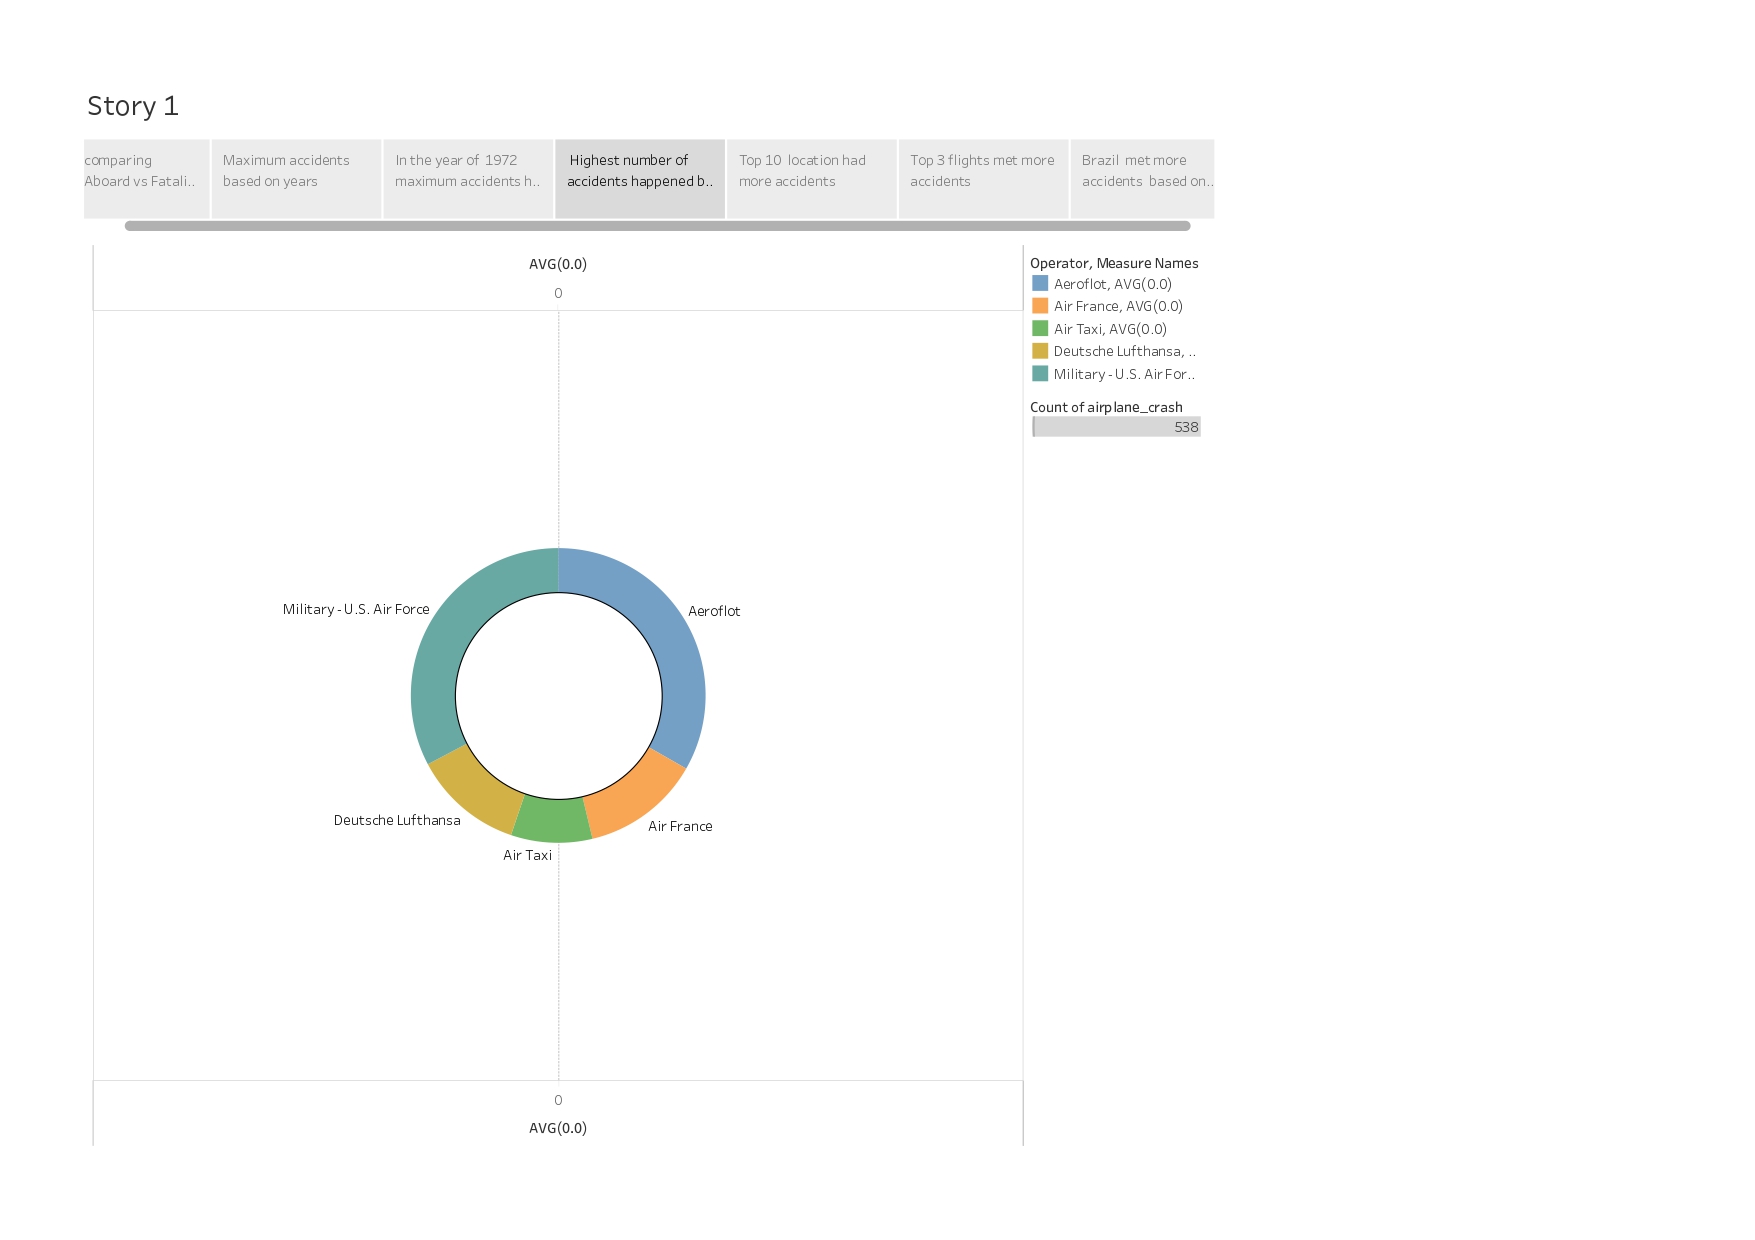 Story 1
comparing
Aboard vs Fatali..
Maximum accidents
based on years
In the year of 1972
maximum accidents h..
Highest number of
accidents happened b..
Top 10 location had
more accidents
Top 3 flights met more
accidents
Brazil met more
accidents based on..
AVG(0.0)
0
Operator, Measure Names
Aeroflot, AVG(0.0)
Air France, AVG(0.0)
Air Taxi, AVG(0.0)
Deutsche Lufthansa, ..
Military - U.S. Air For..
Count of airplane_crash
538
Military - U.S. Air Force
Aeroflot
Deutsche Lufthansa
Air France
Air Taxi
0
AVG(0.0)